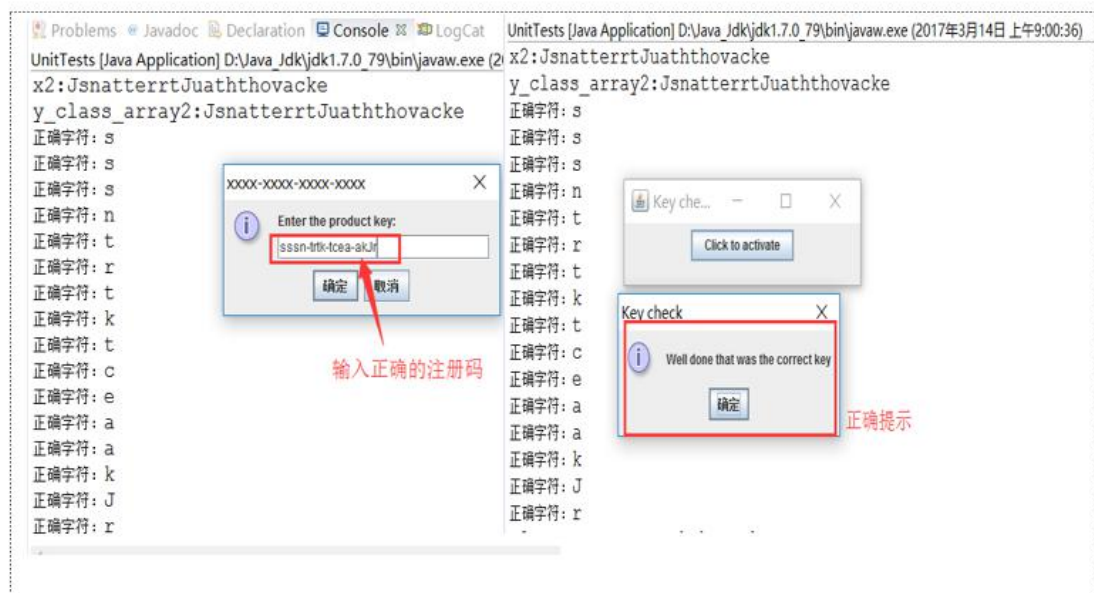 Problems Javadoc Declaration Console LogCat
UnitTests [Java Application] D:\Java_Jdk\jdk1.7.0_79\bin\javaw.exe (2
x2:JsnatterrtJuaththovacke
y_class_array2:JsnatterrtJuaththovacke
正确字符: s
正确字符: s
正确字符: s
正确字符: n
正确字符: t
正确字符: r
正确字符: t
正确字符: k
正确字符: t
正确字符: c
正确字符: e
正确字符: a
正确字符: a
正确字符: k
正确字符: J
正确字符: r
xxxx-xxxx-xxxx-xxxx
Enter the product key:
sssn-trtk-tcea-akJr
确定 取消
输入正确的注册码
UnitTests [Java Application] D:\Java_Jdk\jdk1.7.0_79\bin\javaw.exe (2017年3月14日 上午9:00:36)
x2:JsnatterrtJuaththovacke
y_class_array2:JsnatterrtJuaththovacke
正确字符: s
正确字符: s
正确字符: s
正确字符: n
正确字符: t
正确字符: r
正确字符: t
正确字符: k
正确字符: t
正确字符: c
正确字符: e
正确字符: a
正确字符: a
正确字符: k
正确字符: J
正确字符: r
Key che...
Click to activate
Key check
Well done that was the correct key
确定
正确提示